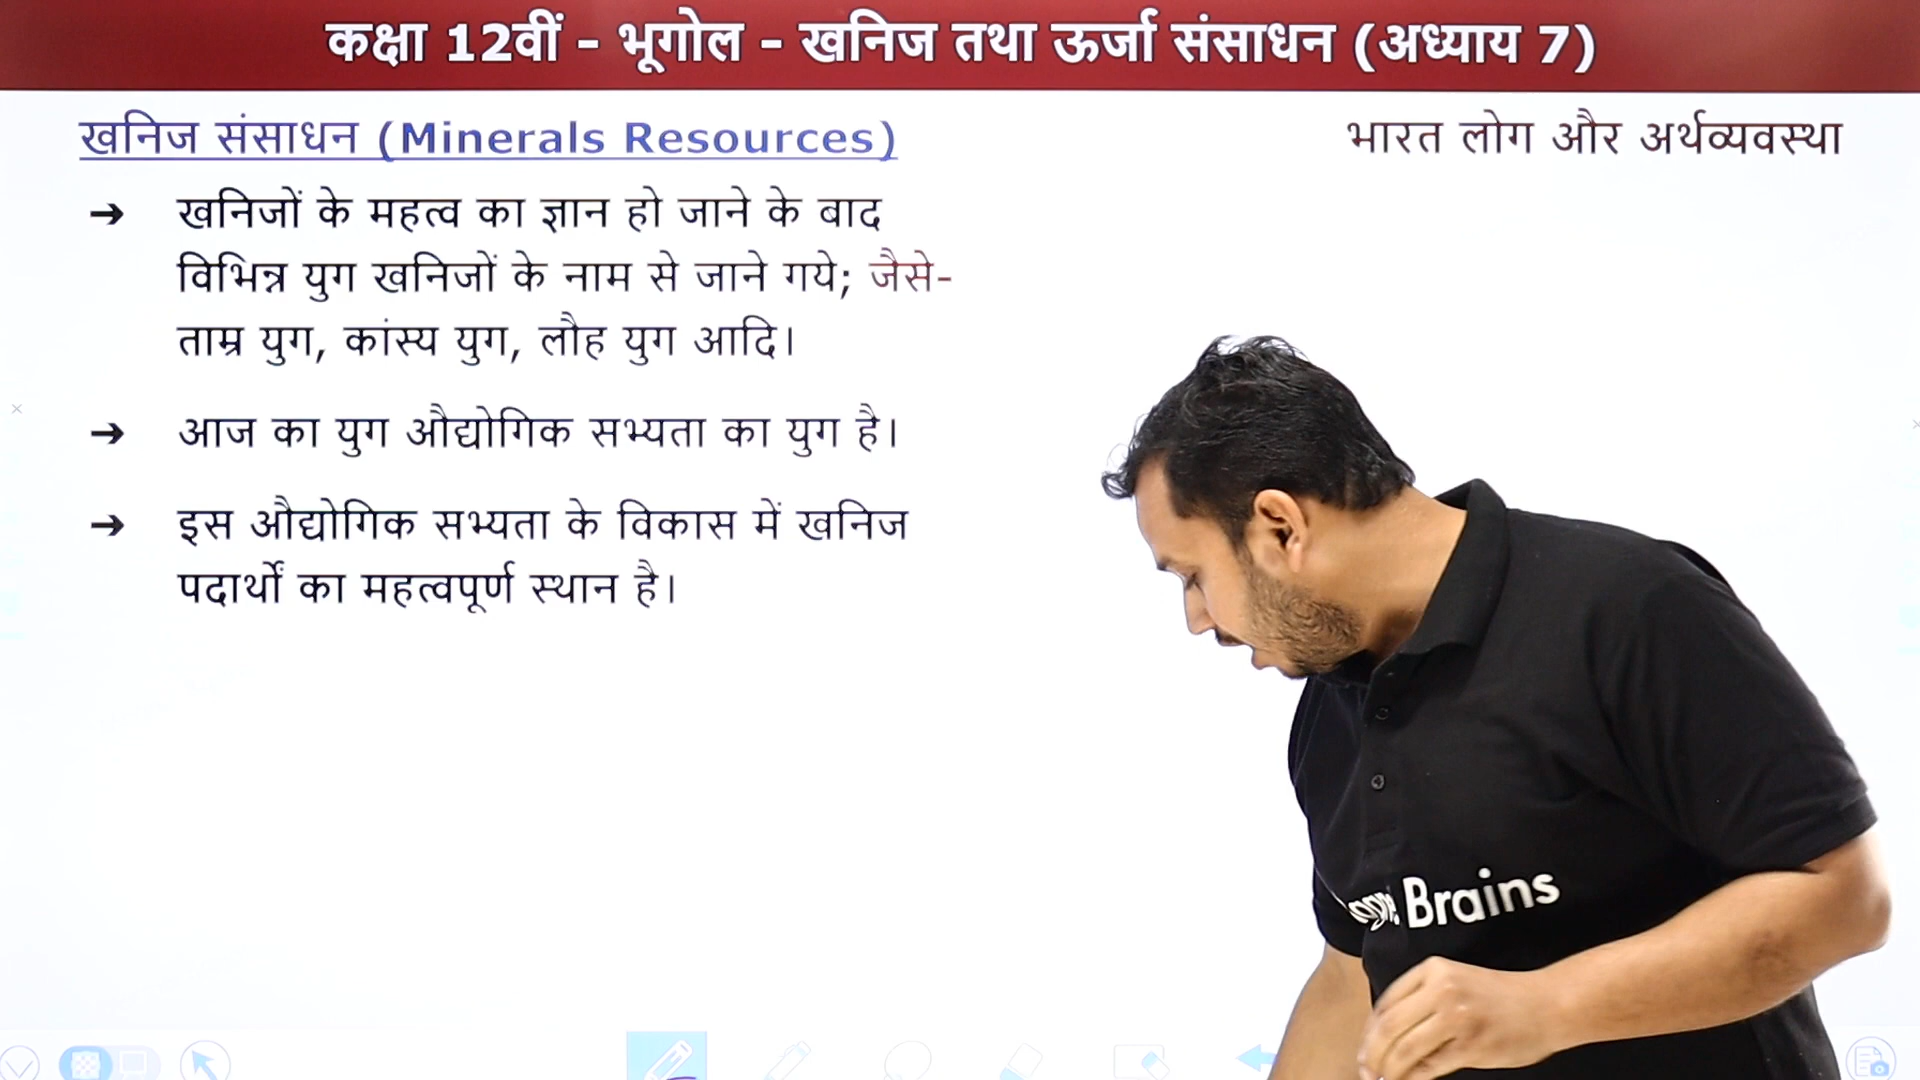 कक्षा 12वीं - भूगोल - खनिज तथा ऊर्जा संसाधन (अध्याय 7)
खनिज संसाधन (Minerals Resources)
भारत लोग और अर्थव्यवस्था
➔ खनिजों के महत्व का ज्ञान हो जाने के बाद
विभिन्न युग खनिजों के नाम से जाने गये; जैसे-
ताम्र युग, कांस्य युग, लौह युग आदि।
➔ आज का युग औद्योगिक सभ्यता का युग है।
➔ इस औद्योगिक सभ्यता के विकास में खनिज
पदार्थों का महत्वपूर्ण स्थान है।
Brains